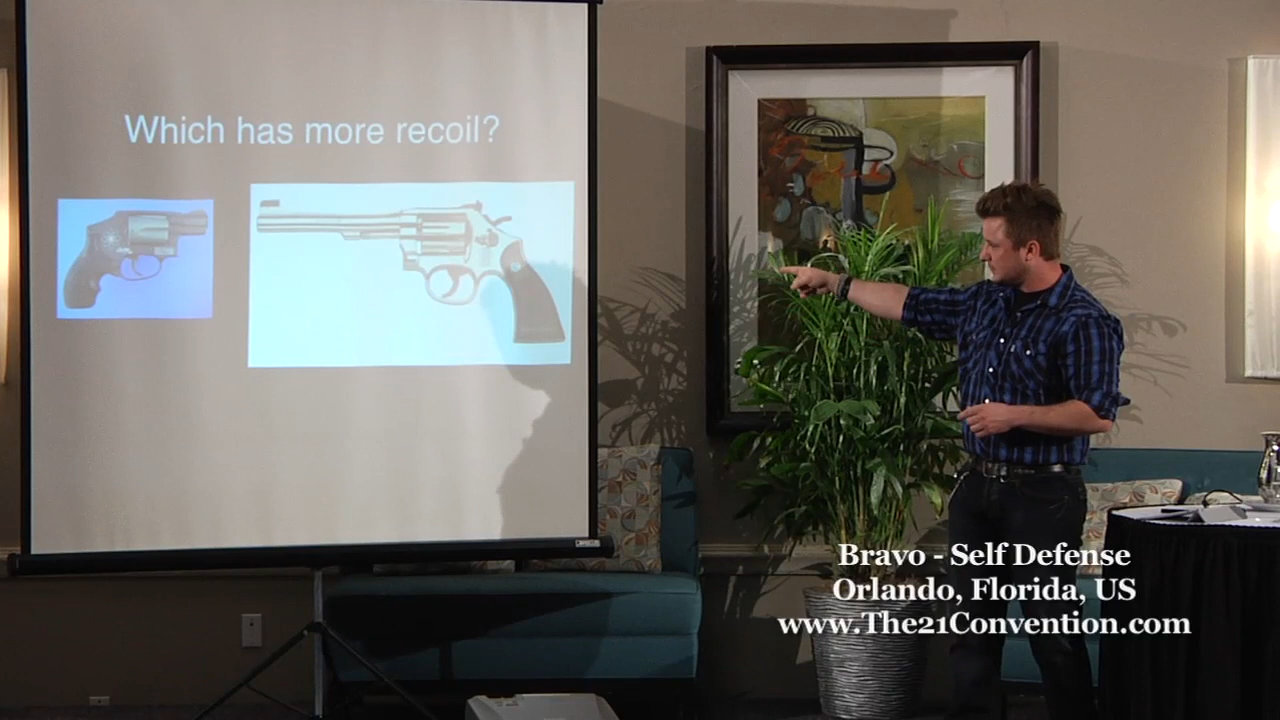 Which has more recoil?
Bravo - Self Defense
Orlando, Florida, US
www.The21Convention.com